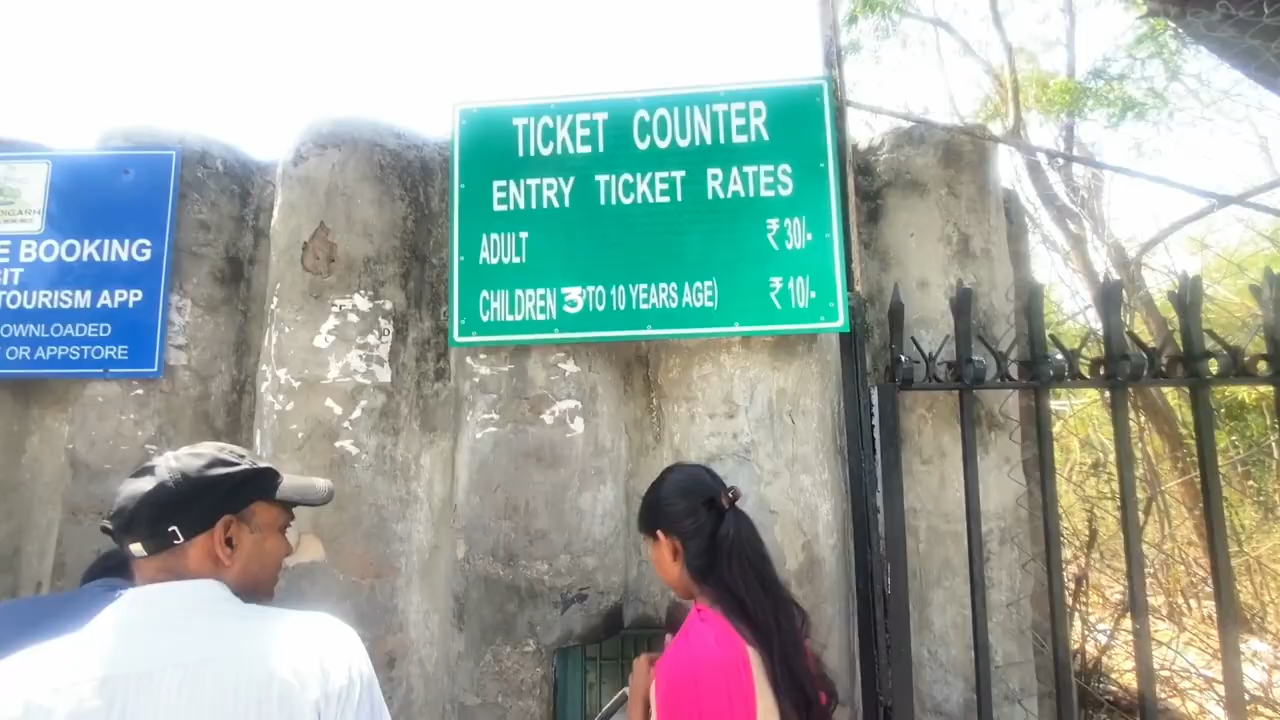 TICKET COUNTER
ENTRY TICKET RATES
ADULT ₹ 30/-
CHILDREN 3 TO 10 YEARS AGE) ₹ 10/-
BOOKING
TOURISM APP
OR APPSTORE